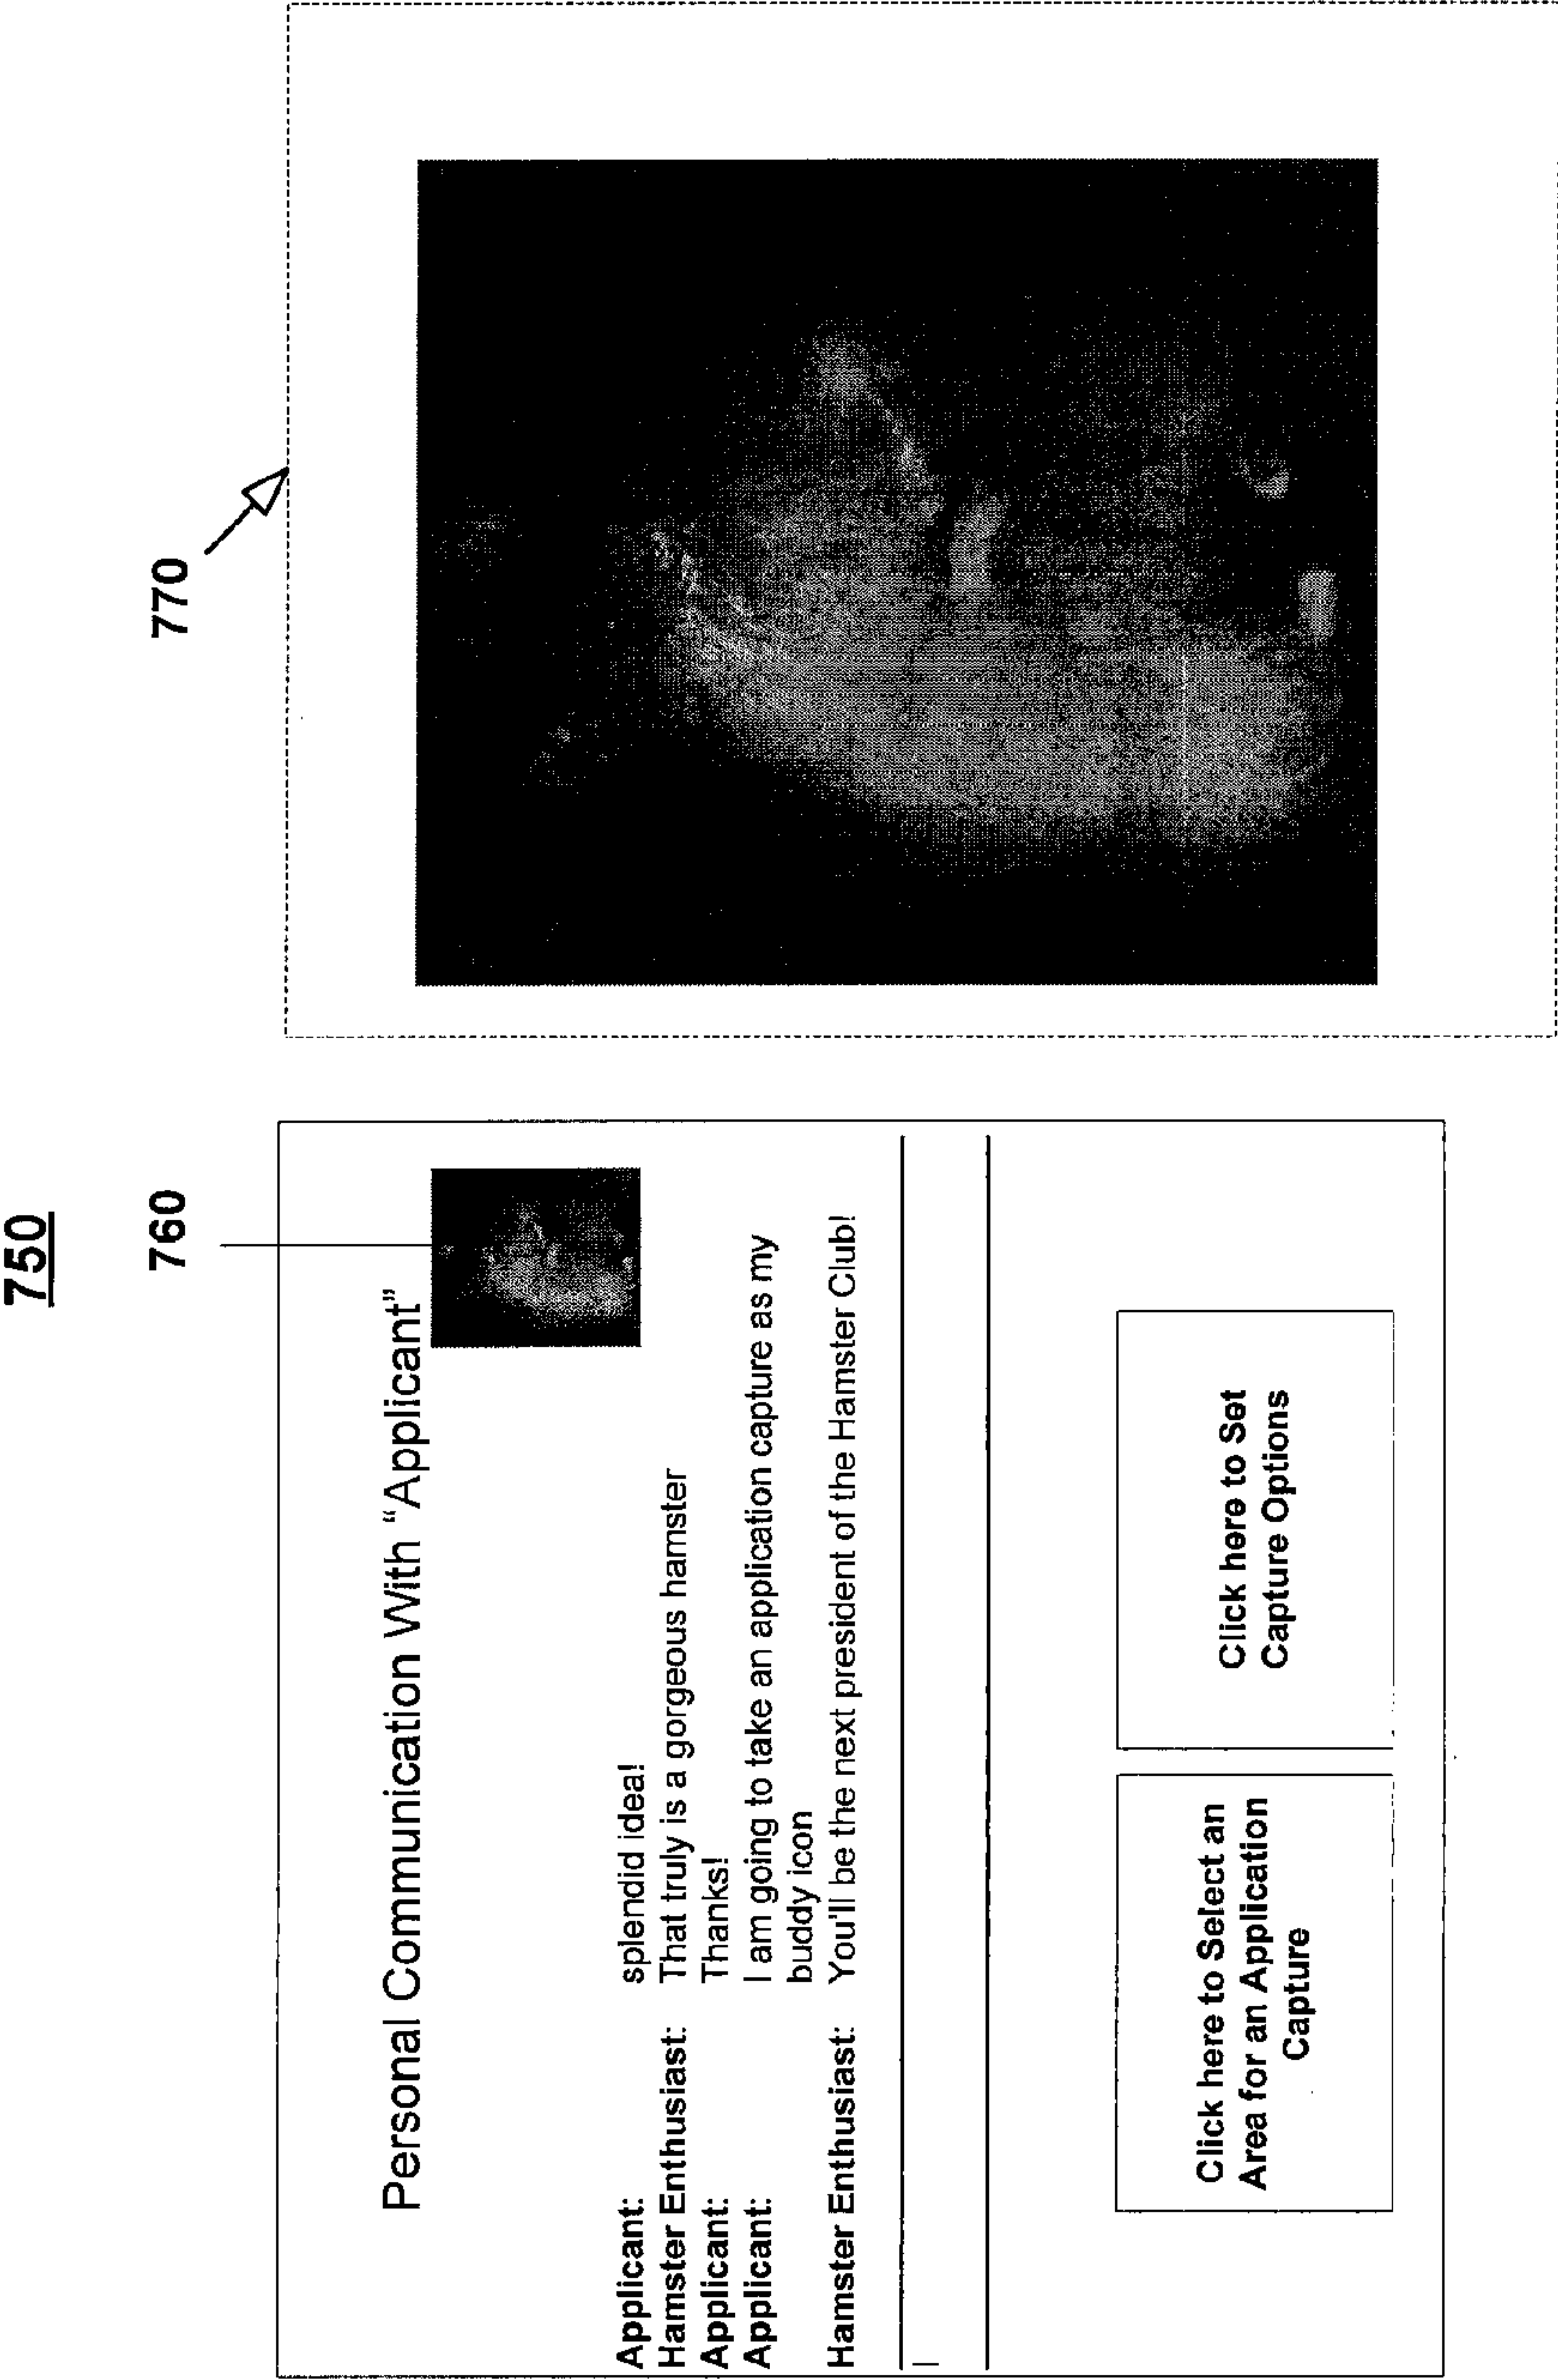 750
760
770
Personal Communication With “Applicant”
Applicant: splendid idea!
Hamster Enthusiast: That truly is a gorgeous hamster
Applicant: Thanks!
Applicant: I am going to take an application capture as my
buddy icon
Hamster Enthusiast: You'll be the next president of the Hamster Club!
Click here to Select an
Area for an Application
Capture
Click here to Set
Capture Options